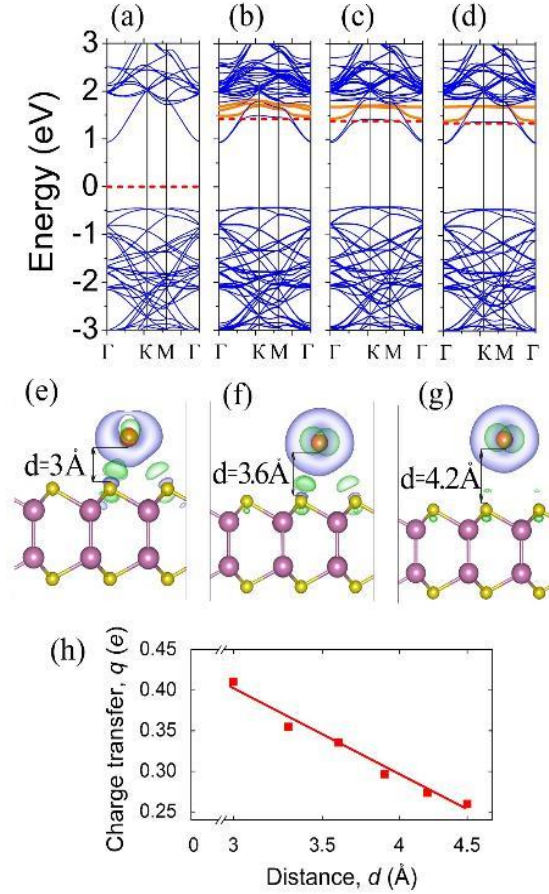 (a) (b) (c) (d)
3
2
1
0
-1
-2
-3
Energy (eV)
Γ K M Γ Γ K M Γ Γ K M Γ Γ K M Γ
(e) (f) (g)
d=3Å d=3.6Å d=4.2Å
(h)
0.45
0.40
0.35
0.30
0.25
Charge transfer, q (e)
0 3 3.5 4 4.5
Distance, d (Å)